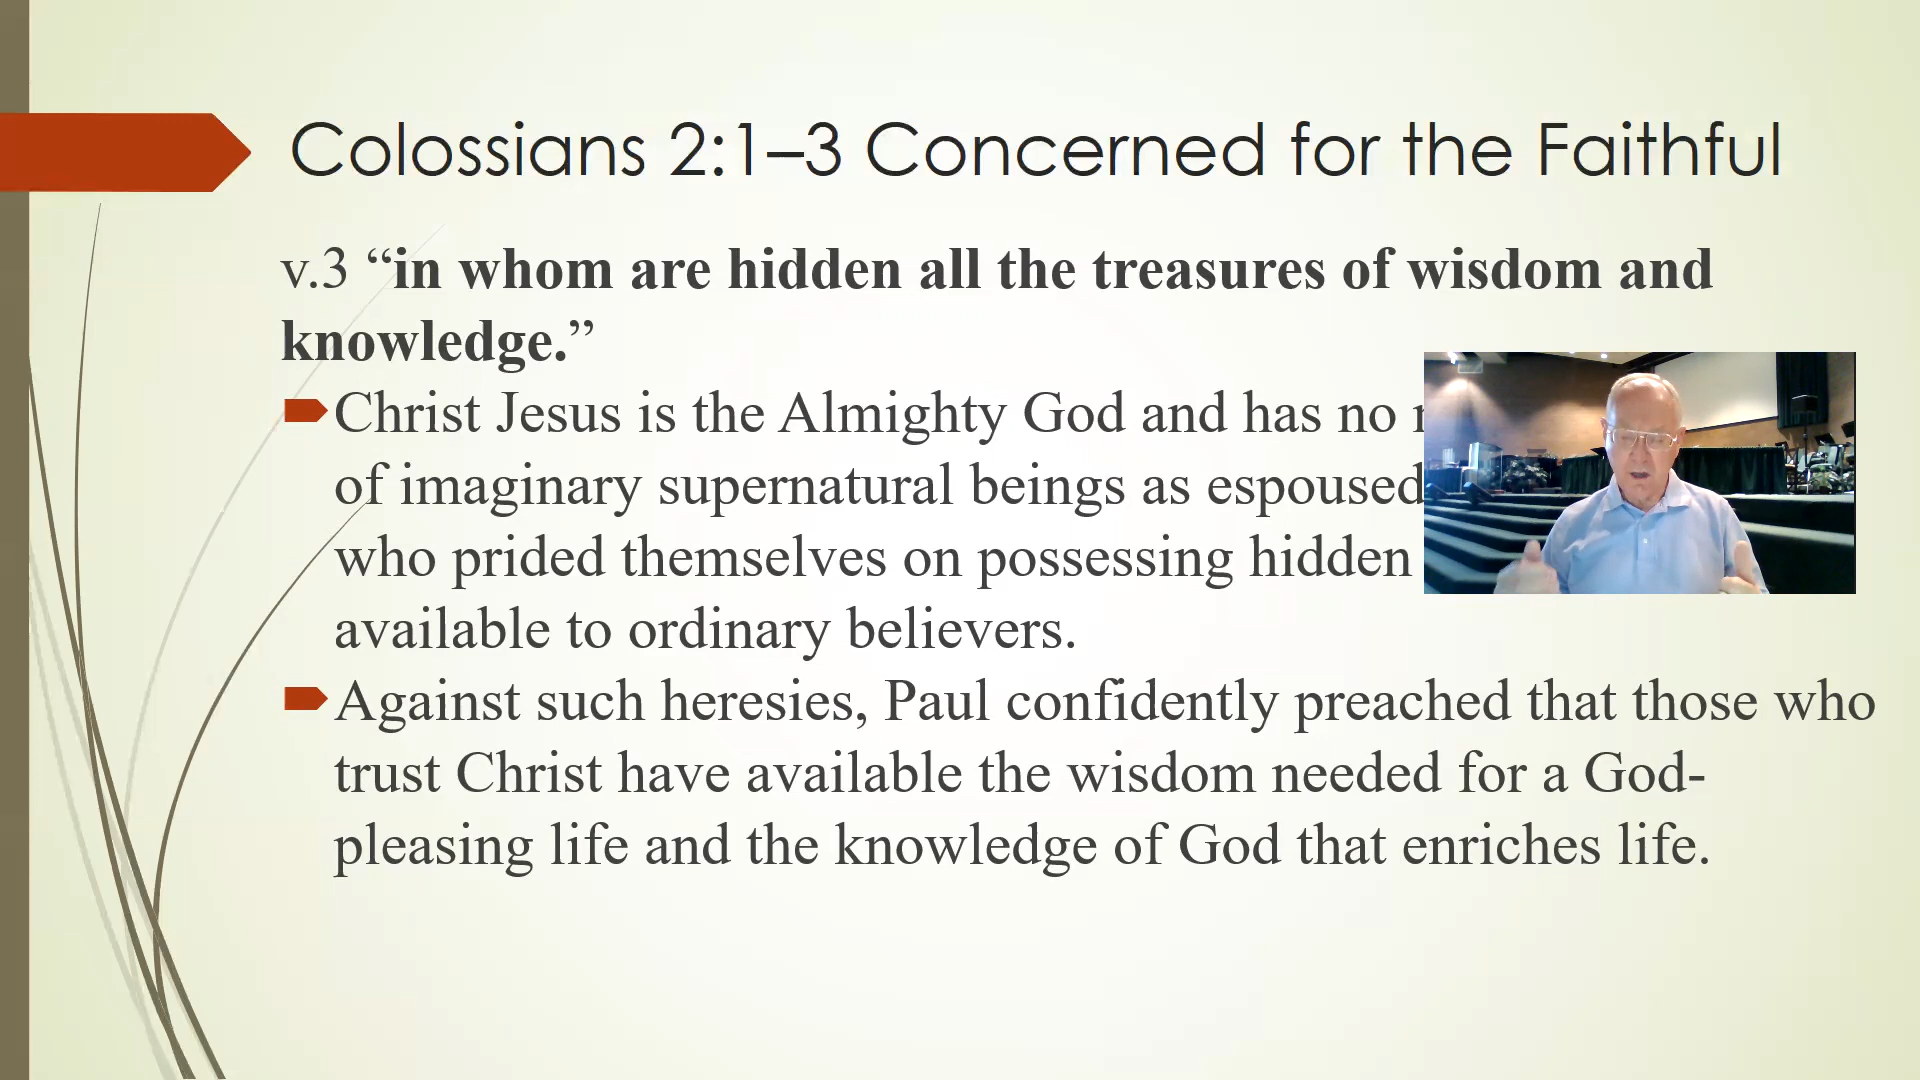 Colossians 2:1–3 Concerned for the Faithful
v.3 “in whom are hidden all the treasures of wisdom and
knowledge.”
Christ Jesus is the Almighty God and has no
of imaginary supernatural beings as espoused
who prided themselves on possessing hidden
available to ordinary believers.
Against such heresies, Paul confidently preached that those who
trust Christ have available the wisdom needed for a God-
pleasing life and the knowledge of God that enriches life.